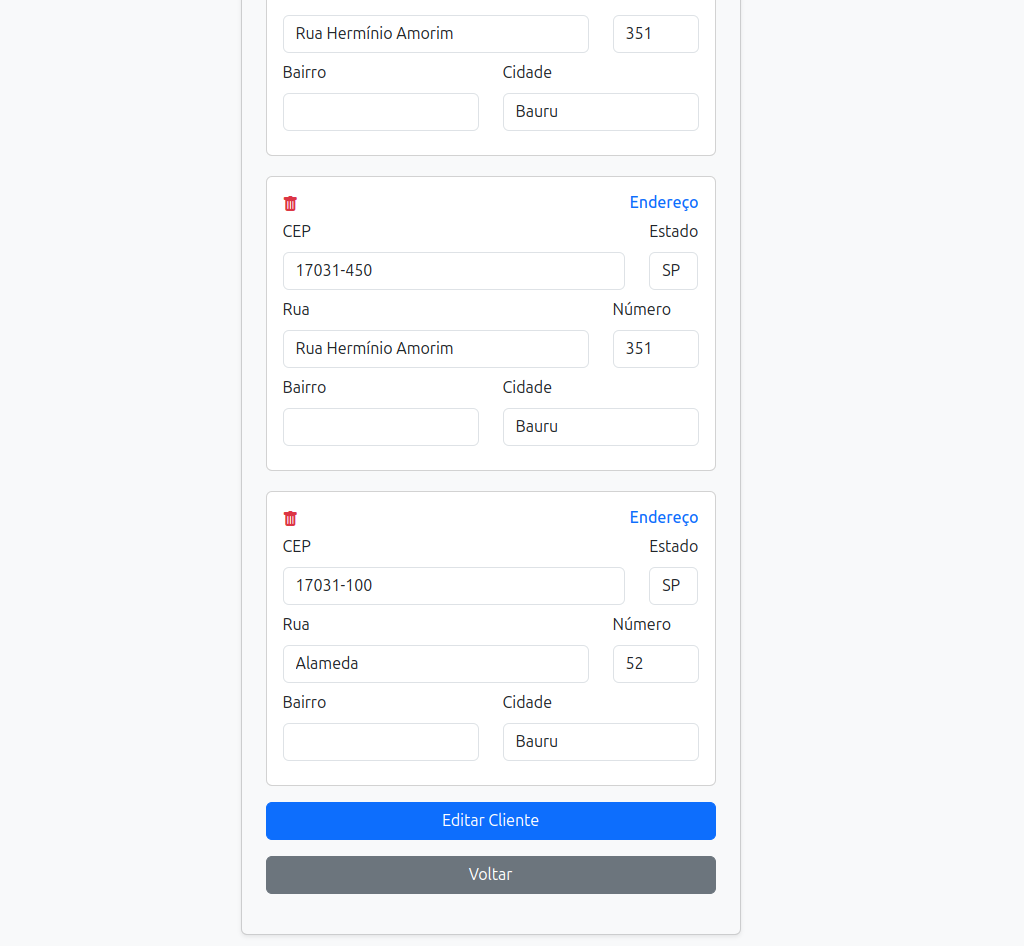 Rua Hermínio Amorim 351
Bairro Cidade
Bauru
Endereço
CEP Estado
17031-450 SP
Rua Número
Rua Hermínio Amorim 351
Bairro Cidade
Bauru
Endereço
CEP Estado
17031-100 SP
Rua Número
Alameda 52
Bairro Cidade
Bauru
Editar Cliente
Voltar